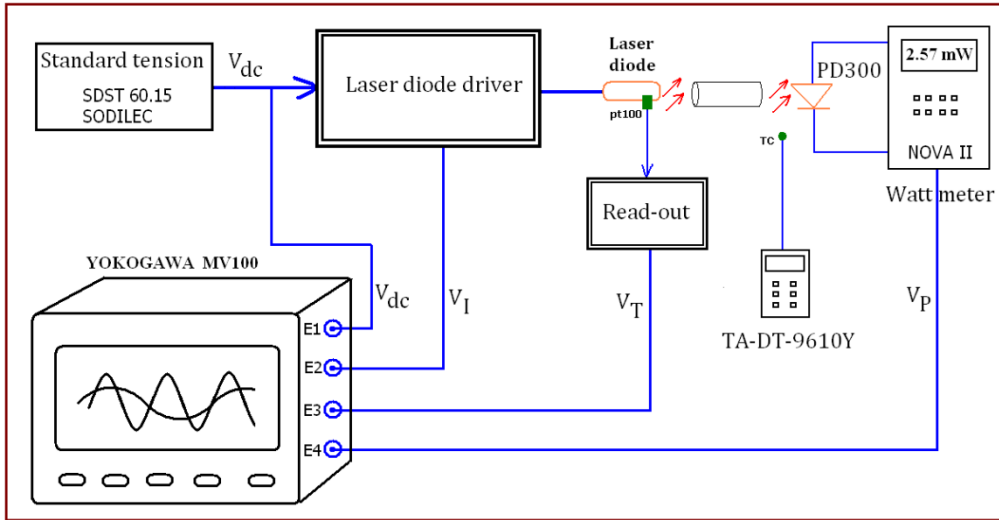 Standard tension
SDST 60.15
SODILEC
Vdc
Laser diode driver
Laser
diode
pt100
PD300
2.57 mW
NOVA II
Watt meter
TC
Read-out
TA-DT-9610Y
YOKOGAWA MV100
Vdc
VI
VT
VP
E1
E2
E3
E4